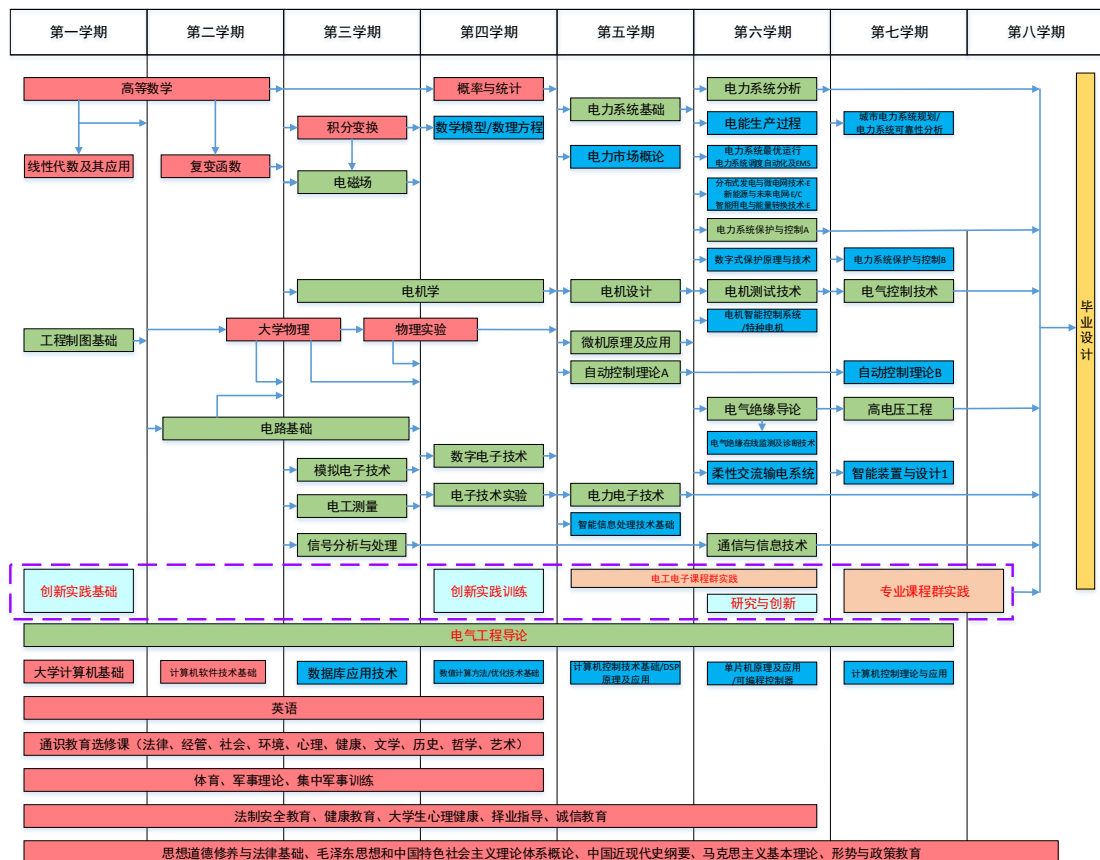 第一学期
第二学期
第三学期
第四学期
第五学期
第六学期
第七学期
第八学期
高等数学
概率与统计
电力系统分析
电力系统基础
积分变换
数学模型/数理方程
电能生产过程
城市电力系统规划/
电力系统可靠性分析
线性代数及其应用
复变函数
电力市场概论
电力系统最优运行
电力系统调度自动化及EMS
电磁场
分布式发电与微电网技术-E
新能源与未来电网-E/C
智能用电与能量转换技术-E
电力系统保护与控制A
数字式保护原理与技术
电力系统保护与控制B
电机学
电机设计
电机测试技术
电气控制技术
毕业设计
工程制图基础
大学物理
物理实验
微机原理及应用
电机智能控制系统
/特种电机
自动控制理论A
自动控制理论B
电路基础
电气绝缘导论
高电压工程
电气绝缘在线监测及诊断技术
模拟电子技术
数字电子技术
柔性交流输电系统
智能装置与设计1
电工测量
电子技术实验
电力电子技术
智能信息处理技术基础
信号分析与处理
通信与信息技术
创新实践基础
创新实践训练
电工电子课程群实践
研究与创新
专业课程群实践
电气工程导论
大学计算机基础
计算机软件技术基础
数据库应用技术
数值计算方法/优化技术基础
计算机控制技术基础/DSP
原理及应用
单片机原理及应用
/可编程控制器
计算机控制理论与应用
英语
通识教育选修课（法律、经管、社会、环境、心理、健康、文学、历史、哲学、艺术）
体育、军事理论、集中军事训练
法制安全教育、健康教育、大学生心理健康、择业指导、诚信教育
思想道德修养与法律基础、毛泽东思想和中国特色社会主义理论体系概论、中国近现代史纲要、马克思主义基本理论、形势与政策教育